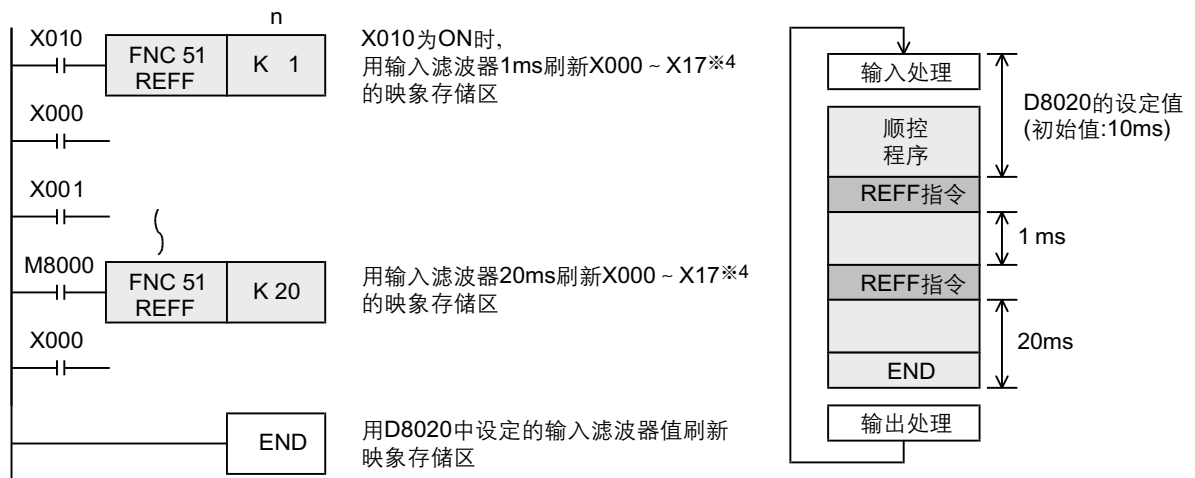 n
X010
FNC 51
REFF
K 1
X010为ON时,
用输入滤波器1ms刷新X000 ~ X17※4
的映象存储区
X000
X001
M8000
FNC 51
REFF
K 20
用输入滤波器20ms刷新X000 ~ X17※4
的映象存储区
X000
END
用D8020中设定的输入滤波器值刷新
映象存储区
输入处理
顺控
程序
REFF指令
REFF指令
END
输出处理
D8020的设定值
(初始值:10ms)
1 ms
20ms